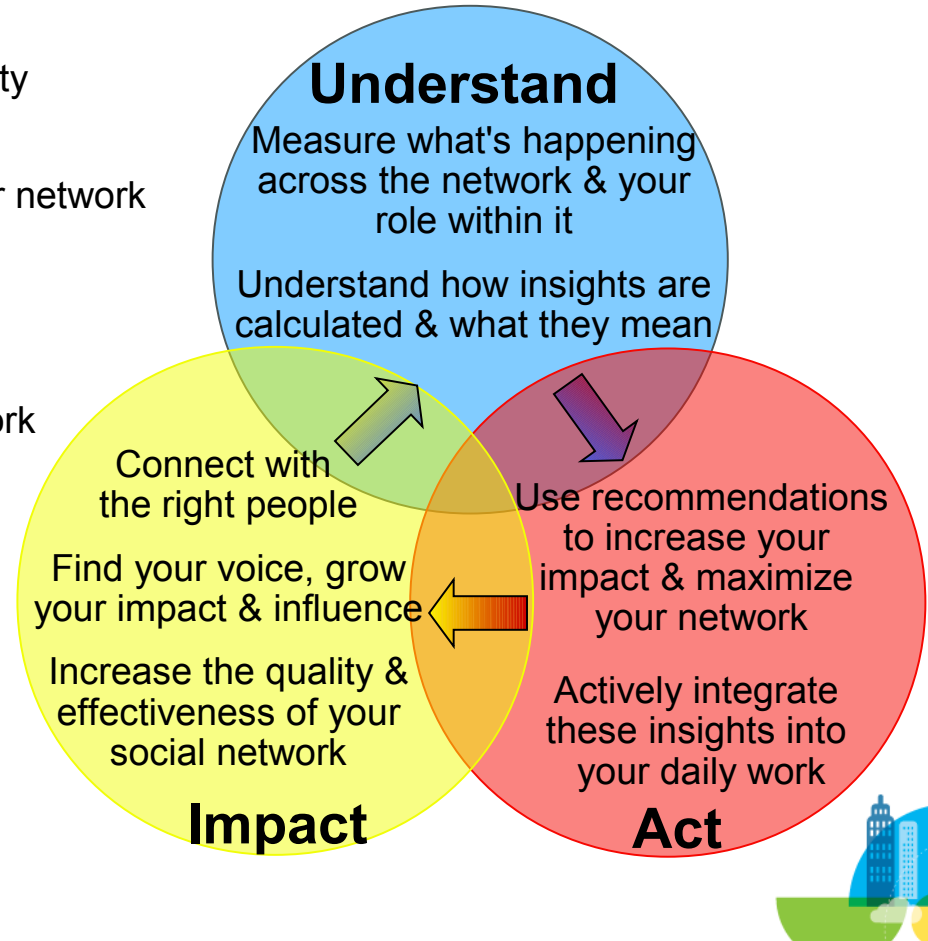 ty
r network
rk
Understand
Measure what's happening
across the network & your
role within it
Understand how insights are
calculated & what they mean
Connect with
the right people
Find your voice, grow
your impact & influence
Increase the quality &
effectiveness of your
social network
Impact
Use recommendations
to increase your
impact & maximize
your network
Actively integrate
these insights into
your daily work
Act